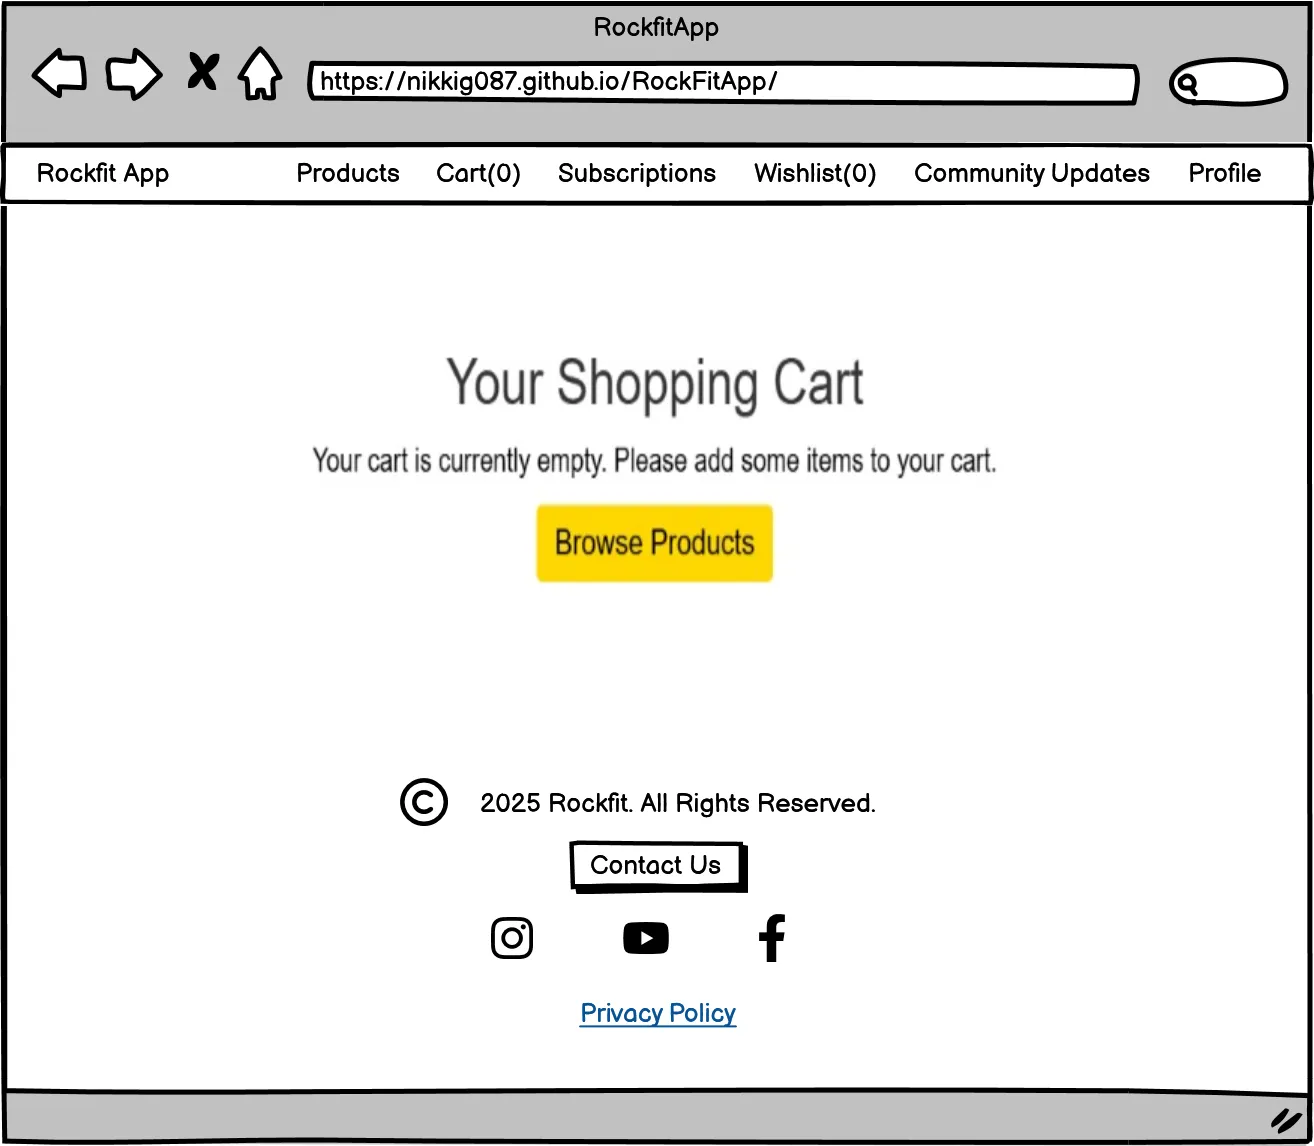 RockfitApp
https://nikkig087.github.io/RockFitApp/
Rockfit App Products Cart(0) Subscriptions Wishlist(0) Community Updates Profile
Your Shopping Cart
Your cart is currently empty. Please add some items to your cart.
Browse Products
© 2025 Rockfit. All Rights Reserved.
Contact Us
Privacy Policy